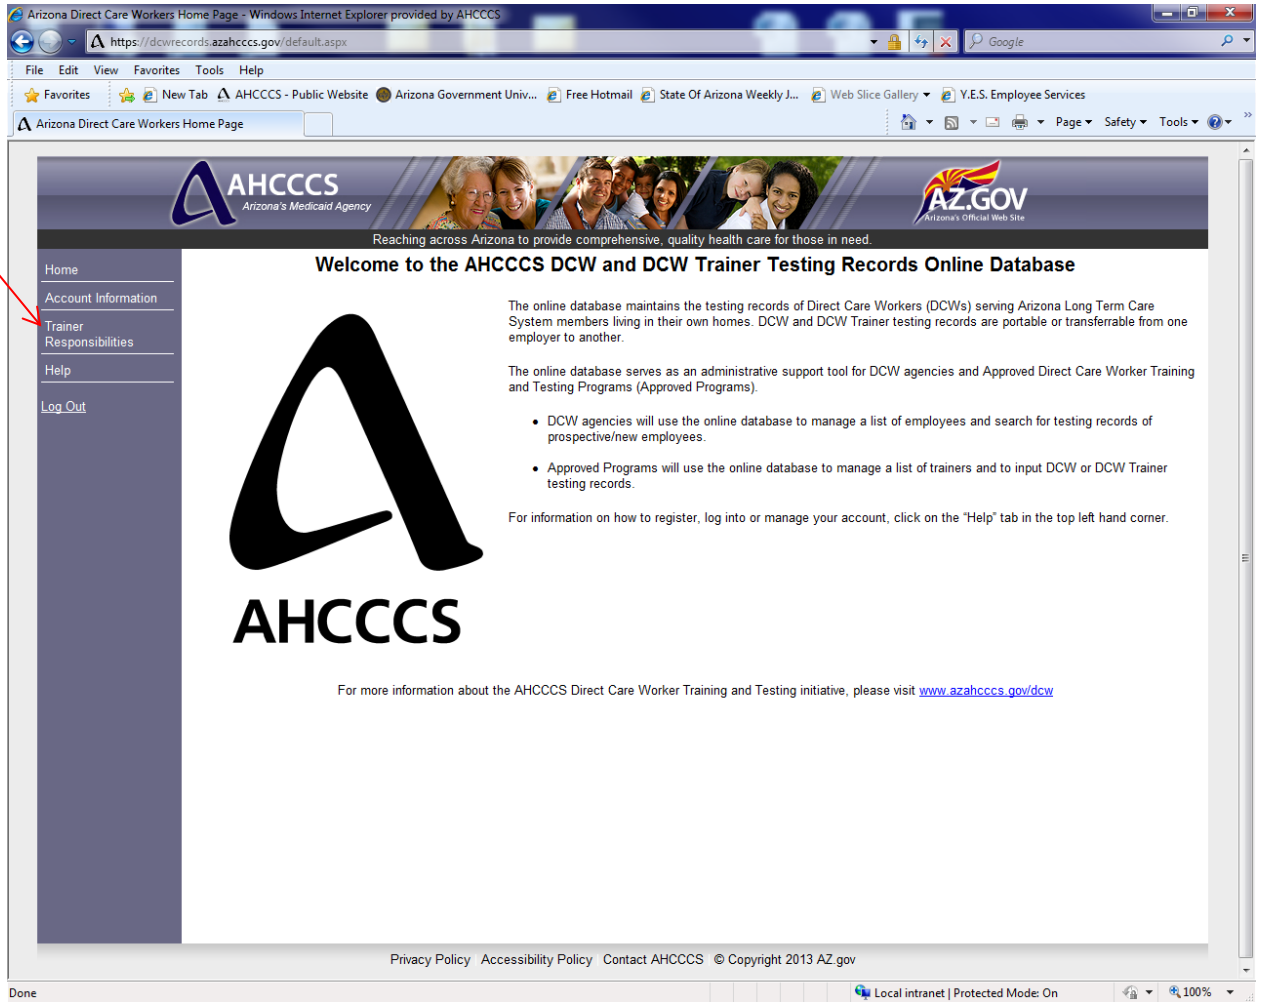 Arizona Direct Care Workers Home Page - Windows Internet Explorer provided by AHCCCS
https://dcwrecords.azahcccs.gov/default.aspx
Google
File Edit View Favorites Tools Help
Favorites New Tab AHCCCS - Public Website Arizona Government Univ... Free Hotmail State Of Arizona Weekly J... Web Slice Gallery Y.E.S. Employee Services
Arizona Direct Care Workers Home Page
Page Safety Tools
AHCCCS
Arizona's Medicaid Agency
AZ.GOV
Arizona's Official Web Site
Reaching across Arizona to provide comprehensive, quality health care for those in need.
Home
Account Information
Trainer
Responsibilities
Help
Log Out
Welcome to the AHCCCS DCW and DCW Trainer Testing Records Online Database
The online database maintains the testing records of Direct Care Workers (DCWs) serving Arizona Long Term Care
System members living in their own homes. DCW and DCW Trainer testing records are portable or transferrable from one
employer to another.
The online database serves as an administrative support tool for DCW agencies and Approved Direct Care Worker Training
and Testing Programs (Approved Programs).
• DCW agencies will use the online database to manage a list of employees and search for testing records of
prospective/new employees.
• Approved Programs will use the online database to manage a list of trainers and to input DCW or DCW Trainer
testing records.
For information on how to register, log into or manage your account, click on the “Help” tab in the top left hand corner.
AHCCCS
For more information about the AHCCCS Direct Care Worker Training and Testing initiative, please visit www.azahcccs.gov/dcw
Privacy Policy | Accessibility Policy | Contact AHCCCS | © Copyright 2013 AZ.gov
Done
Local intranet | Protected Mode: On
100%